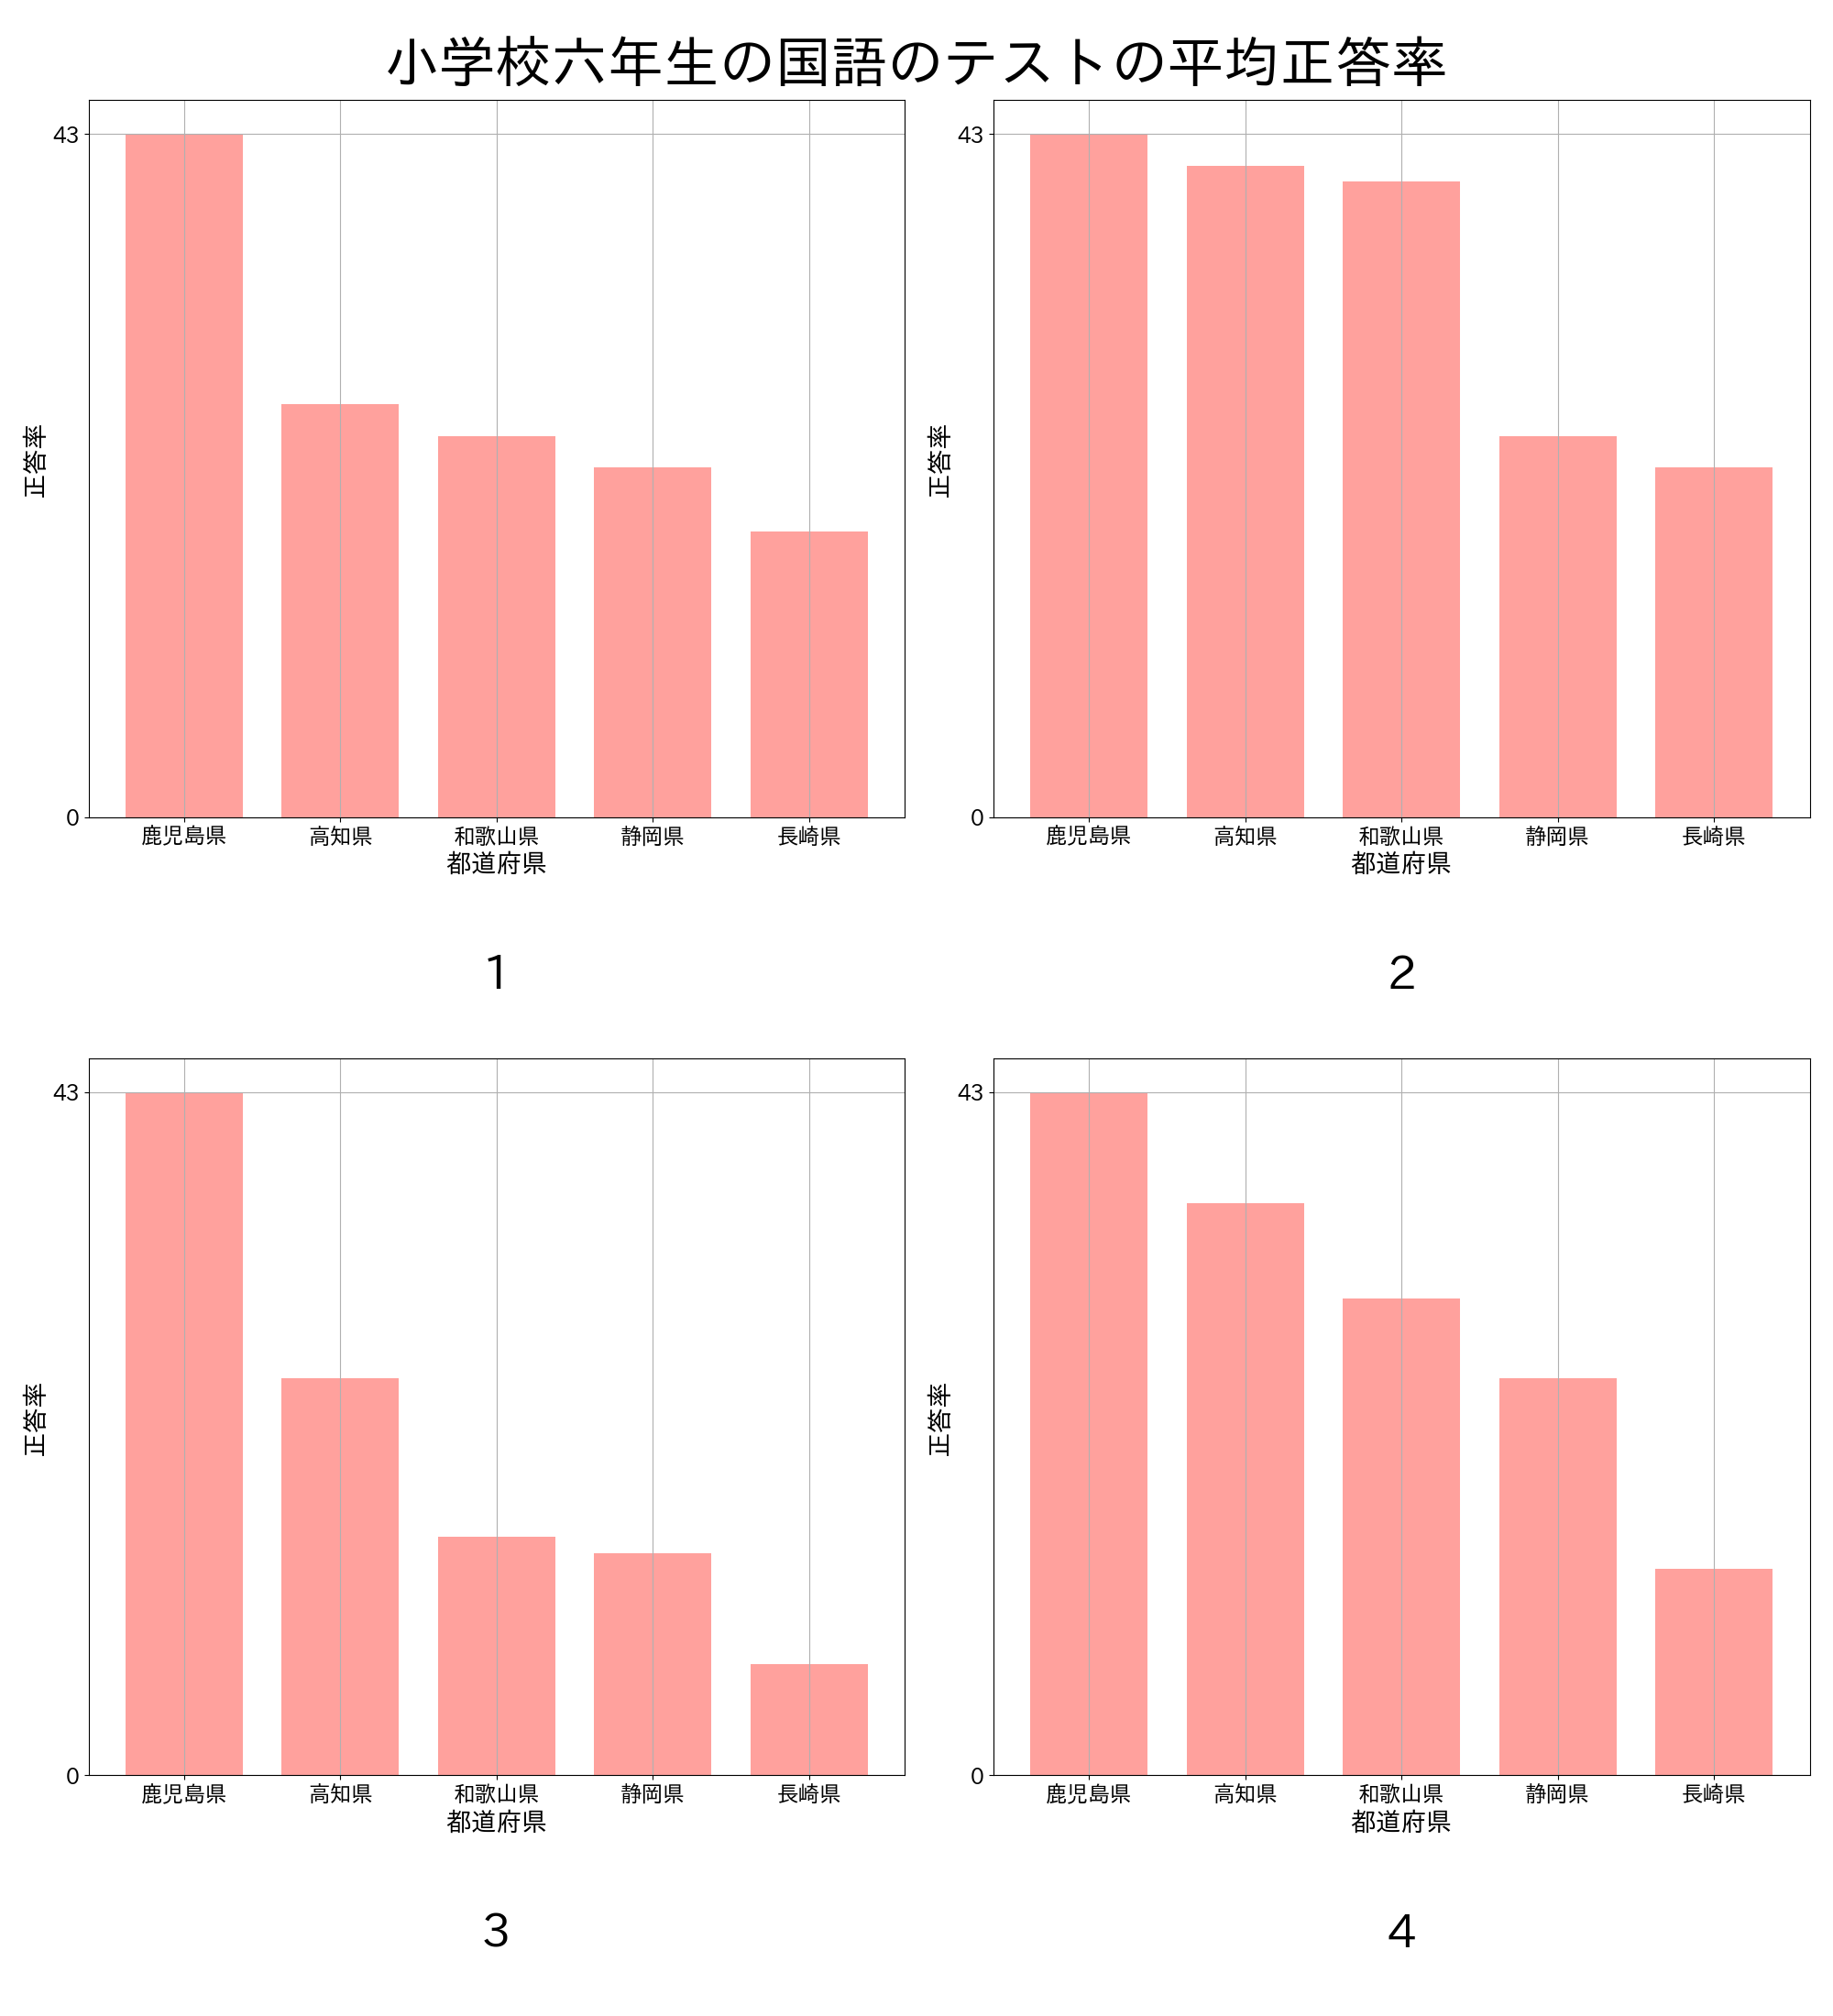 小学校六年生の国語のテストの平均正答率
43
正答率
0
鹿児島県 高知県 和歌山県 静岡県 長崎県
都道府県
1
43
正答率
0
鹿児島県 高知県 和歌山県 静岡県 長崎県
都道府県
2
43
正答率
0
鹿児島県 高知県 和歌山県 静岡県 長崎県
都道府県
3
43
正答率
0
鹿児島県 高知県 和歌山県 静岡県 長崎県
都道府県
4